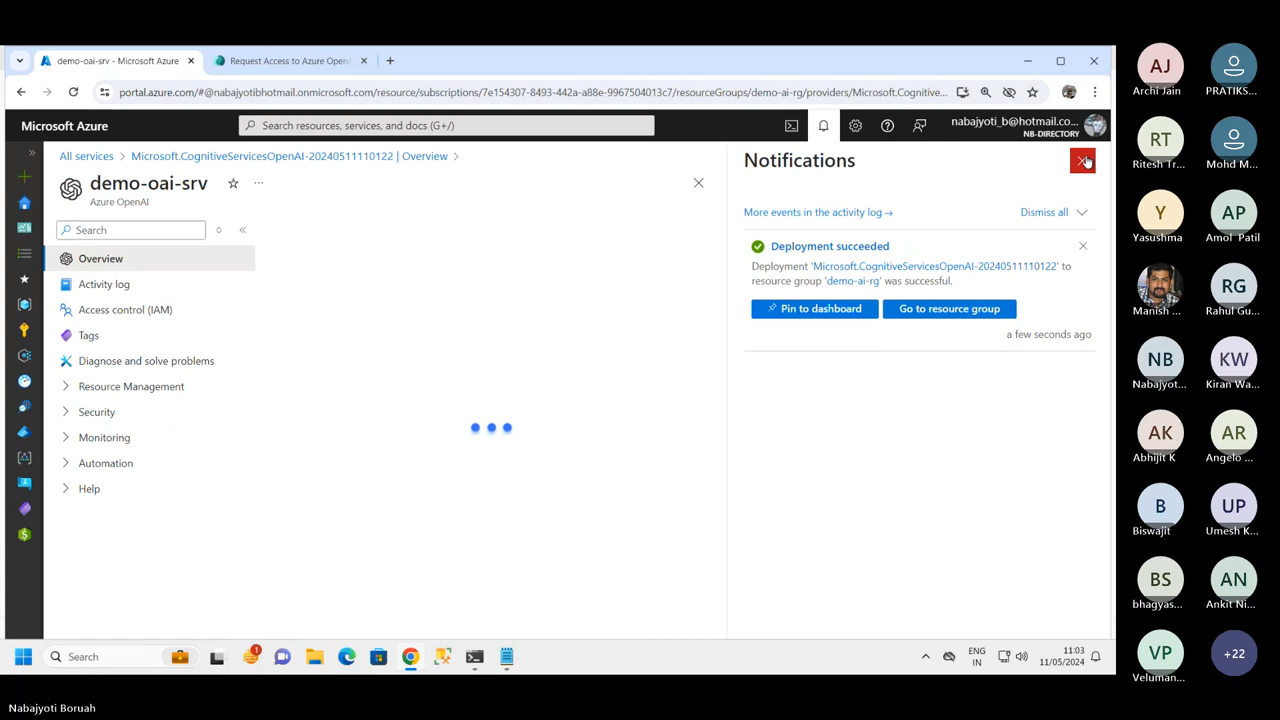 demo-oai-srv - Microsoft Azure
Request Access to Azure OpenA
portal.azure.com/#@nabajyotibhotmail.onmicrosoft.com/resource/subscriptions/7e154307-8493-442a-a88e-9967504013c7/resourceGroups/demo-ai-rg/providers/Microsoft.Cognitive...
Microsoft Azure
Search resources, services, and docs (G+/)
nabajyoti_b@hotmail.co...
NB-DIRECTORY
All services
Microsoft.CognitiveServicesOpenAI-20240511110122 | Overview
demo-oai-srv
Azure OpenAI
Search
Overview
Activity log
Access control (IAM)
Tags
Diagnose and solve problems
Resource Management
Security
Monitoring
Automation
Help
Notifications
More events in the activity log →
Dismiss all
Deployment succeeded
Deployment 'Microsoft.CognitiveServicesOpenAI-20240511110122' to
resource group 'demo-ai-rg' was successful.
Pin to dashboard
Go to resource group
a few seconds ago
Search
1
ENG
IN
11:03
11/05/2024
AJ
Archi Jain
PRATIKS...
RT
Ritesh Tr...
Mohd M...
Y
Yasushma
AP
Amol Patil
Manish ...
RG
Rahul Gu...
NB
Nabajyot...
KW
Kiran Wa...
AK
Abhijit K
AR
Angelo ...
B
Biswajit
UP
Umesh K...
BS
bhagyas...
AN
Ankit Ni...
VP
Veluman...
+22
Nabajyoti Boruah